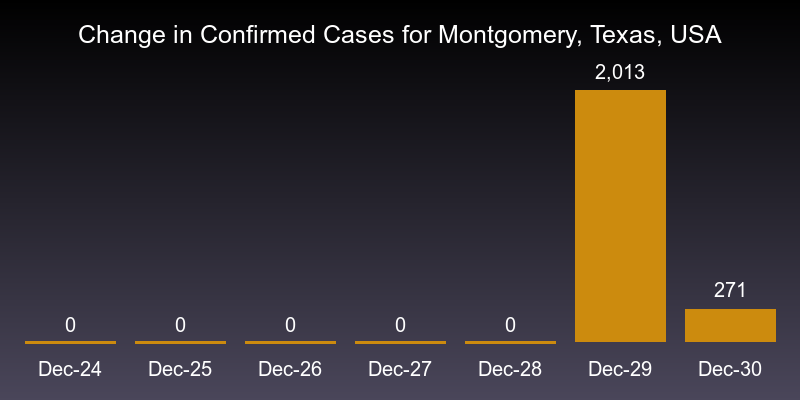 Change in Confirmed Cases for Montgomery, Texas, USA
2,013
271
0 0 0 0 0
Dec-24 Dec-25 Dec-26 Dec-27 Dec-28 Dec-29 Dec-30